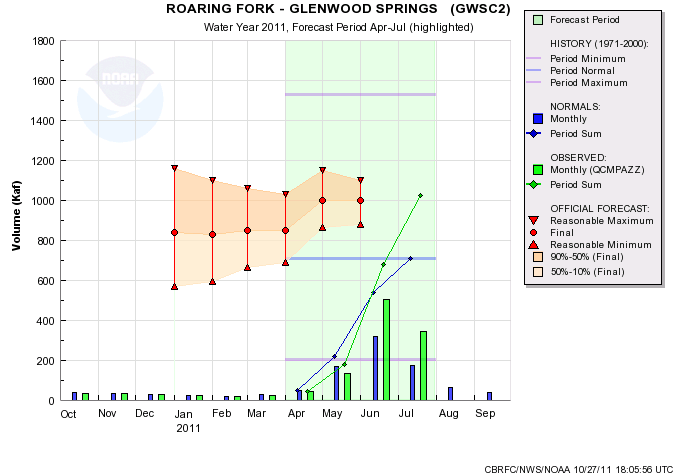 ROARING FORK - GLENWOOD SPRINGS (GWSC2)
Water Year 2011, Forecast Period Apr-Jul (highlighted)
Volume (Kaf)
1800
1600
1400
1200
1000
800
600
400
200
0
NOAA
Oct Nov Dec Jan Feb Mar Apr May Jun Jul Aug Sep
2011
Forecast Period
HISTORY (1971-2000):
Period Minimum
Period Normal
Period Maximum
NORMALS:
Monthly
Period Sum
OBSERVED:
Monthly (QCMPAZZ)
Period Sum
OFFICIAL FORECAST:
Reasonable Maximum
Final
Reasonable Minimum
90%-50% (Final)
50%-10% (Final)
CBRFC/NWS/NOAA 10/27/11 18:05:56 UTC